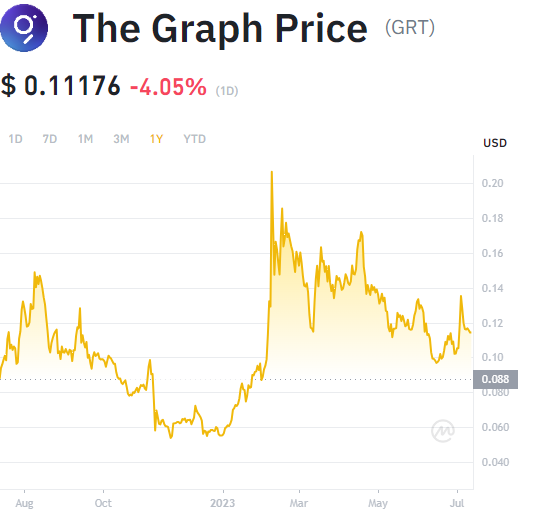 The Graph Price (GRT)
$ 0.11176 -4.05% (1D)
1D 7D 1M 3M 1Y YTD
USD
0.20
0.18
0.16
0.14
0.12
0.10
0.088
0.080
0.060
0.040
Aug Oct 2023 Mar May Jul